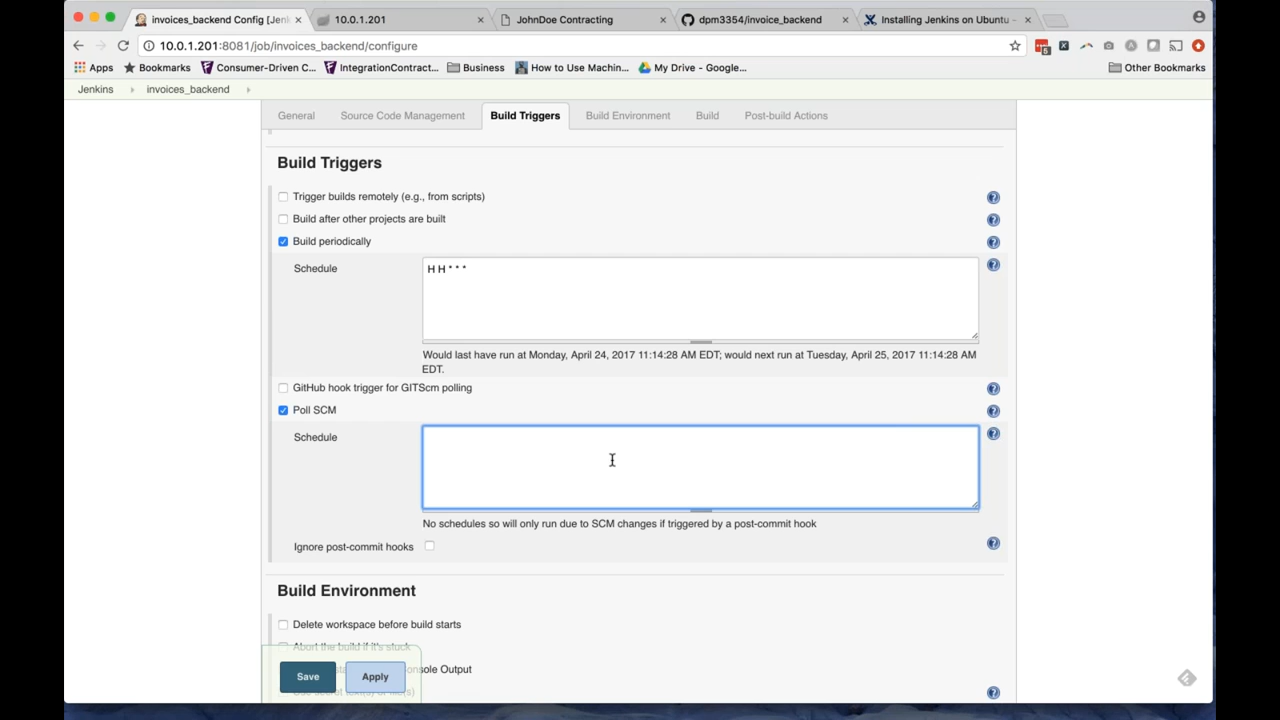 invoices_backend Config [Jen
10.0.1.201
JohnDoe Contracting
dpm3354/invoice_backend
Installing Jenkins on Ubuntu -
10.0.1.201:8081/job/invoices_backend/configure
Apps
Bookmarks
Consumer-Driven C...
IntegrationContract...
Business
How to Use Machin...
My Drive - Google...
Other Bookmarks
Jenkins
invoices_backend
General
Source Code Management
Build Triggers
Build Environment
Build
Post-build Actions
Build Triggers
Trigger builds remotely (e.g., from scripts)
Build after other projects are built
Build periodically
Schedule
H H * * *
Would last have run at Monday, April 24, 2017 11:14:28 AM EDT; would next run at Tuesday, April 25, 2017 11:14:28 AM
EDT.
GitHub hook trigger for GITScm polling
Poll SCM
Schedule
No schedules so will only run due to SCM changes if triggered by a post-commit hook
Ignore post-commit hooks
Build Environment
Delete workspace before build starts
Abort the build if it's stuck
onsole Output
Save
Apply